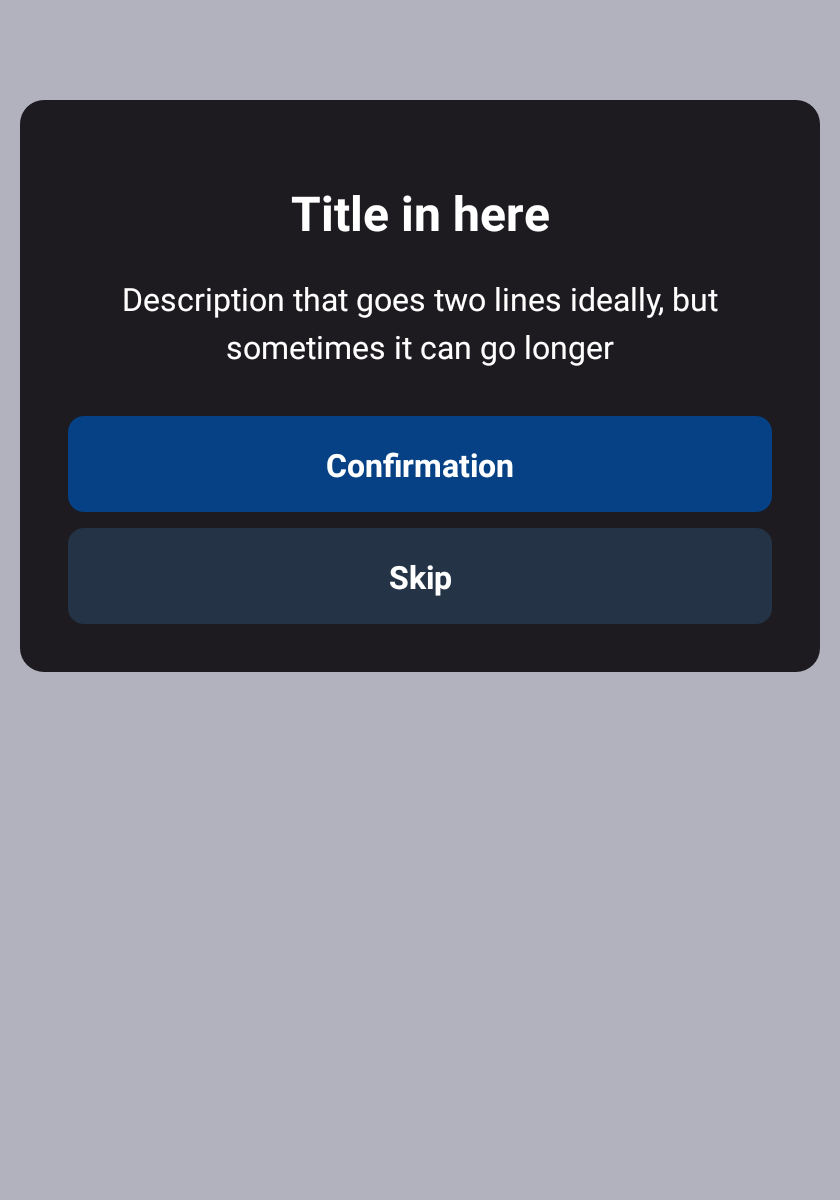 Title in here
Description that goes two lines ideally, but
sometimes it can go longer
Confirmation
Skip